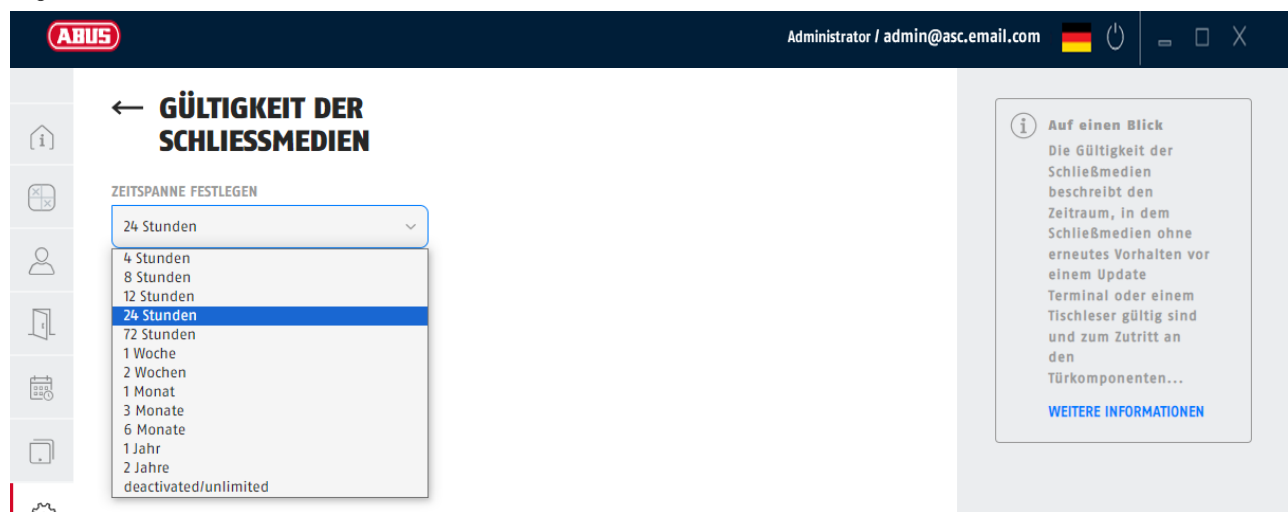 ABUS
Administrator / admin@asc.email.com
← GÜLTIGKEIT DER
SCHLIESSMEDIEN
ZEITSPANNE FESTLEGEN
24 Stunden
4 Stunden
8 Stunden
12 Stunden
24 Stunden
72 Stunden
1 Woche
2 Wochen
1 Monat
3 Monate
6 Monate
1 Jahr
2 Jahre
deactivated/unlimited
Auf einen Blick
Die Gültigkeit der
Schließmedien
beschreibt den
Zeitraum, in dem
Schließmedien ohne
erneutes Vorhalten vor
einem Update
Terminal oder einem
Tischleser gültig sind
und zum Zutritt an
den
Türkomponenten...
WEITERE INFORMATIONEN